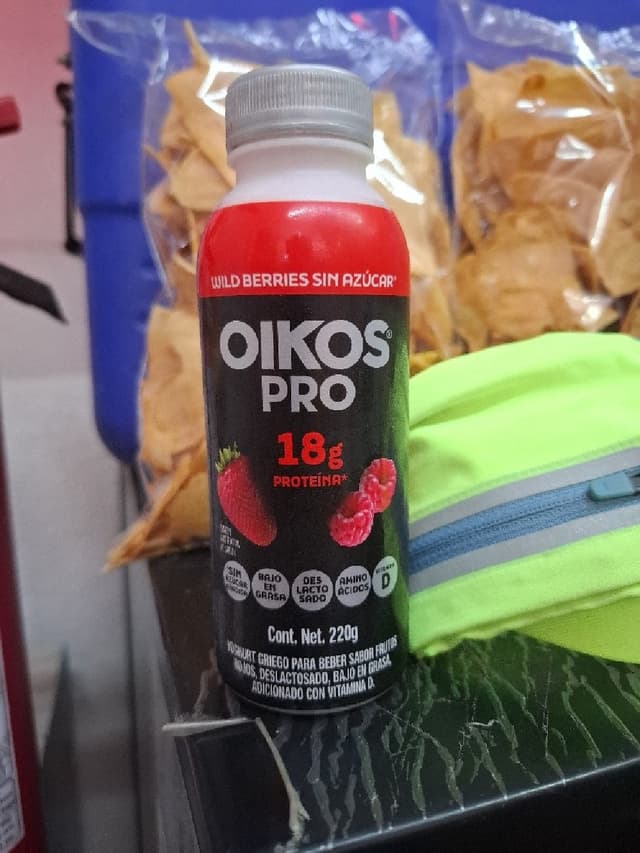 WILD BERRIES SIN AZÚCAR*
OIKOS®
PRO
18g
PROTEÍNA*
SIN
AZÚCAR
BAJO
EN
GRASA
DES
LACTO
SADO
AMINO
ÁCIDOS
VITAMINA
D
Cont. Net. 220g
YOGHURT GRIEGO PARA BEBER SABOR FRUTOS
ROJOS, DESLACTOSADO, BAJO EN GRASA,
ADICIONADO CON VITAMINA D.